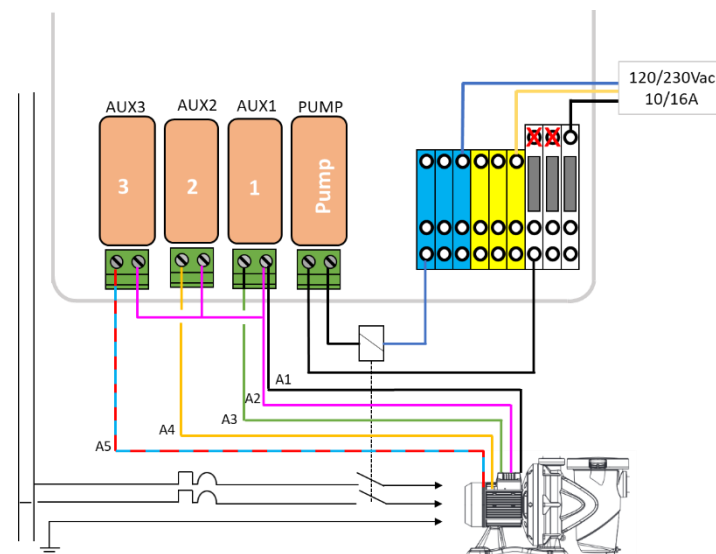 120/230Vac
10/16A
AUX3 AUX2 AUX1 PUMP
3 2 1 Pump
A1
A2
A3
A4
A5